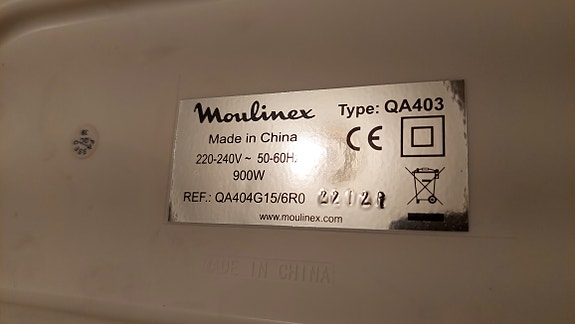 Moulinex Type: QA403
Made in China
220-240V ~ 50-60Hz
900W
REF.: QA404G15/6R0
www.moulinex.com
MADE IN CHINA